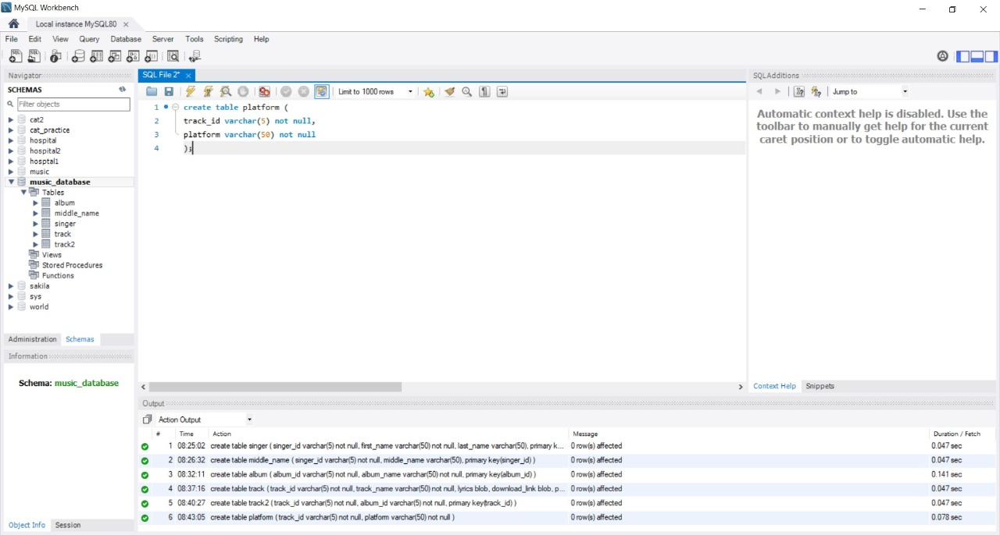 MySQL Workbench
Local instance MySQL80
File Edit View Query Database Server Tools Scripting Help
Navigator
SCHEMAS
Filter objects
cat2
cat_practice
hospital
hospital2
hosptal1
music
music_database
Tables
album
middle_name
singer
track
track2
Views
Stored Procedures
Functions
sakila
sys
world
Administration Schemas
Information
Schema: music_database
Object Info Session
SQL File 2*
Limit to 1000 rows
1 create table platform (
2 track_id varchar(5) not null,
3 platform varchar(50) not null
4 );
SQLAdditions
Jump to
Automatic context help is disabled. Use the
toolbar to manually get help for the current
caret position or to toggle automatic help.
Context Help Snippets
Output
Action Output
# Time Action Message Duration / Fetch
1 08:25:02 create table singer ( singer_id varchar(5) not null, first_name varchar(50) not null, last_name varchar(50), primary k... 0 row(s) affected 0.047 sec
2 08:26:32 create table middle_name ( singer_id varchar(5) not null, middle_name varchar(50), primary key(singer_id) ) 0 row(s) affected 0.047 sec
3 08:32:11 create table album ( album_id varchar(5) not null, album_name varchar(50) not null, primary key(album_id) ) 0 row(s) affected 0.141 sec
4 08:37:16 create table track ( track_id varchar(5) not null, track_name varchar(50) not null, lyrics blob, download_link blob, p... 0 row(s) affected 0.047 sec
5 08:40:27 create table track2 ( track_id varchar(5) not null, album_id varchar(5) not null, primary key(track_id) ) 0 row(s) affected 0.047 sec
6 08:43:05 create table platform ( track_id varchar(5) not null, platform varchar(50) not null ) 0 row(s) affected 0.078 sec